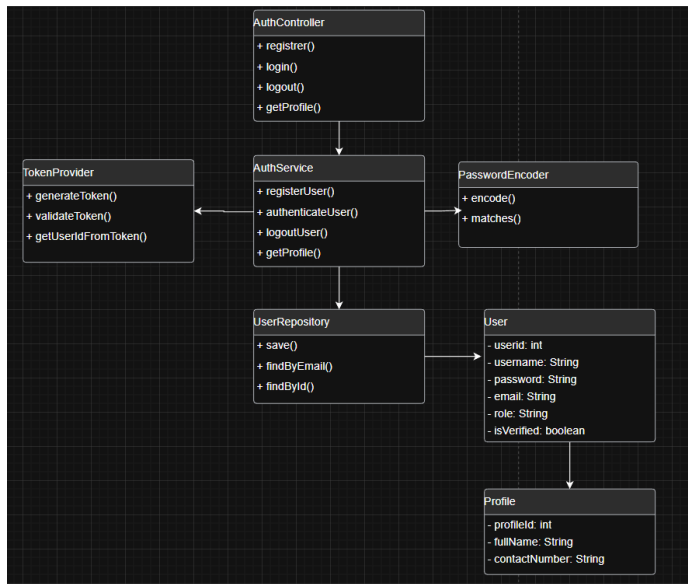 AuthController
+ registrer()
+ login()
+ logout()
+ getProfile()
TokenProvider
+ generateToken()
+ validateToken()
+ getUserIdFromToken()
AuthService
+ registerUser()
+ authenticateUser()
+ logoutUser()
+ getProfile()
PasswordEncoder
+ encode()
+ matches()
UserRepository
+ save()
+ findByEmail()
+ findById()
User
- userid: int
- username: String
- password: String
- email: String
- role: String
- isVerified: boolean
Profile
- profileId: int
- fullName: String
- contactNumber: String